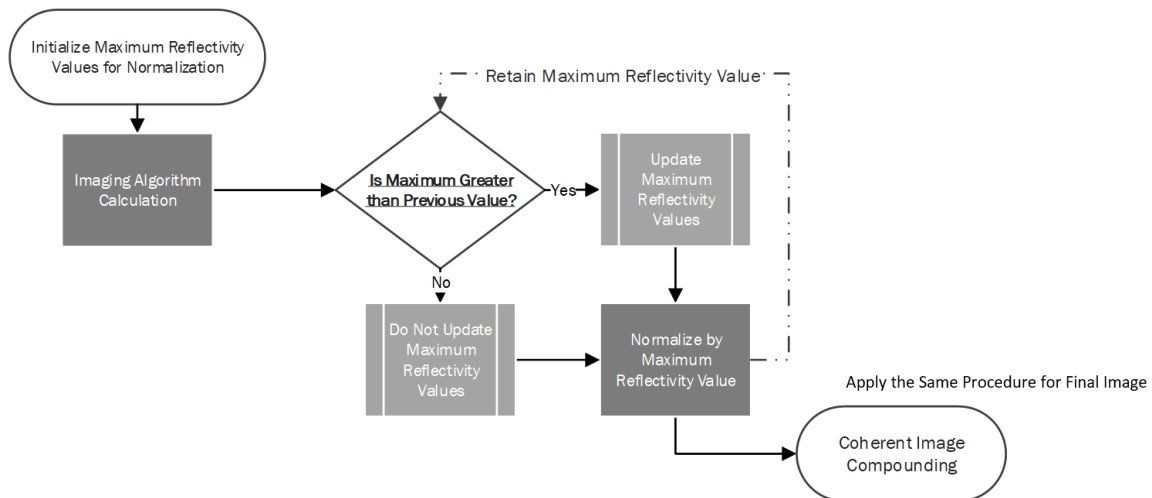 Initialize Maximum Reflectivity
Values for Normalization
Retain Maximum Reflectivity Value
Imaging Algorithm
Calculation
Is Maximum Greater
than Previous Value?
Yes
Update
Maximum
Reflectivity
Values
No
Do Not Update
Maximum
Reflectivity
Values
Normalize by
Maximum
Reflectivity Value
Apply the Same Procedure for Final Image
Coherent Image
Compounding